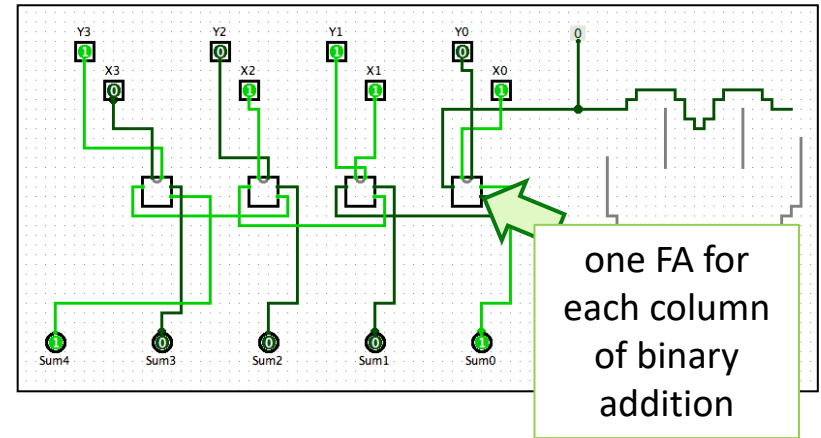 Y3 Y2 Y1 Y0 0
1 0 1 0
X3 X2 X1 X0
0 1 1 1
1 0 0 0 1
Sum4 Sum3 Sum2 Sum1 Sum0
one FA for
each column
of binary
addition